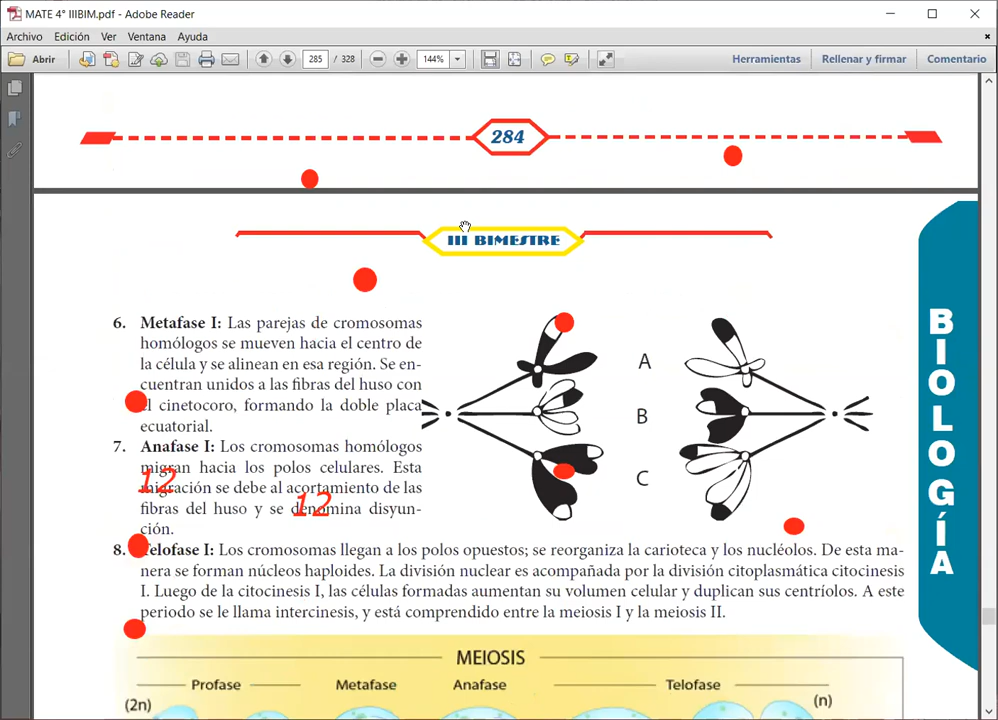 MATE 4° IIIBIM.pdf - Adobe Reader
Archivo Edición Ver Ventana Ayuda
Abrir 285 / 328 144% Herramientas Rellenar y firmar Comentario
284
III BIMESTRE
6. Metafase I: Las parejas de cromosomas
homólogos se mueven hacia el centro de
la célula y se alinean en esa región. Se en-
cuentran unidos a las fibras del huso con
el cinetocoro, formando la doble placa
ecuatorial.
7. Anafase I: Los cromosomas homólogos
migran hacia los polos celulares. Esta
migración se debe al acortamiento de las
fibras del huso y se denomina disyun-
ción.
12
12
A
B
C
8. Telofase I: Los cromosomas llegan a los polos opuestos; se reorganiza la carioteca y los nucléolos. De esta ma-
nera se forman núcleos haploides. La división nuclear es acompañada por la división citoplasmática citocinesis
I. Luego de la citocinesis I, las células formadas aumentan su volumen celular y duplican sus centríolos. A este
periodo se le llama intercinesis, y está comprendido entre la meiosis I y la meiosis II.
BIOLOGÍA
MEIOSIS
Profase Metafase Anafase Telofase
(2n) (n)